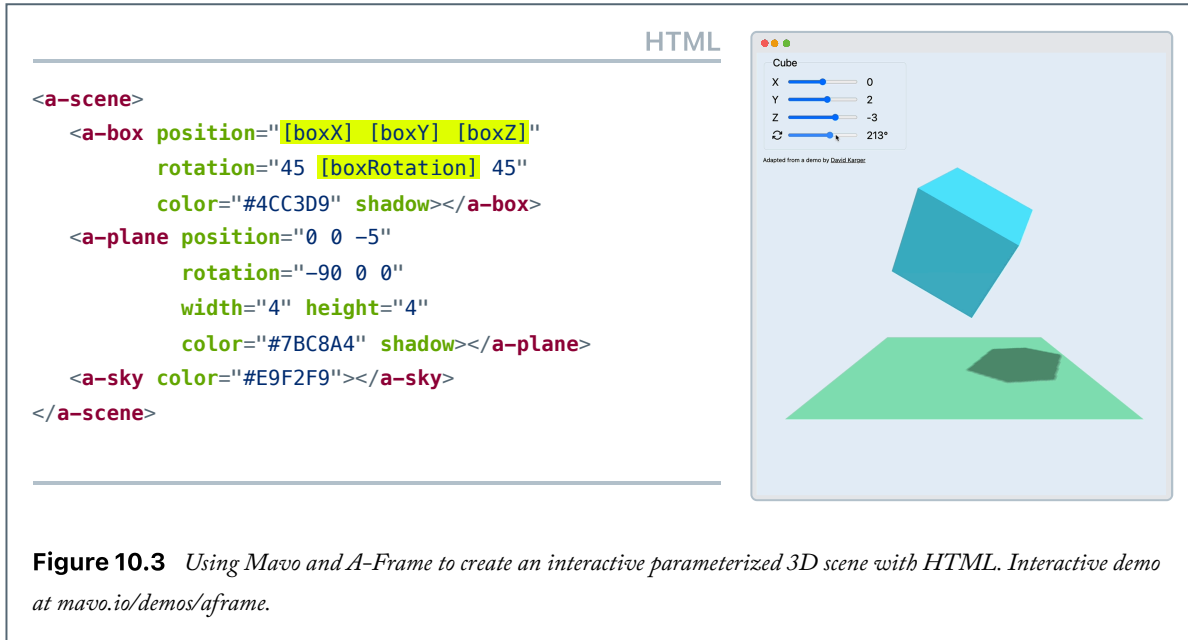 HTML
<a-scene>
<a-box position="[boxX] [boxY] [boxZ]"
rotation="45 [boxRotation] 45"
color="#4CC3D9" shadow></a-box>
<a-plane position="0 0 -5"
rotation="-90 0 0"
width="4" height="4"
color="#7BC8A4" shadow></a-plane>
<a-sky color="#E9F2F9"></a-sky>
</a-scene>
Cube
X 0
Y 2
Z -3
213°
Adapted from a demo by David Karger
Figure 10.3 Using Mavo and A-Frame to create an interactive parameterized 3D scene with HTML. Interactive demo
at mavo.io/demos/aframe.